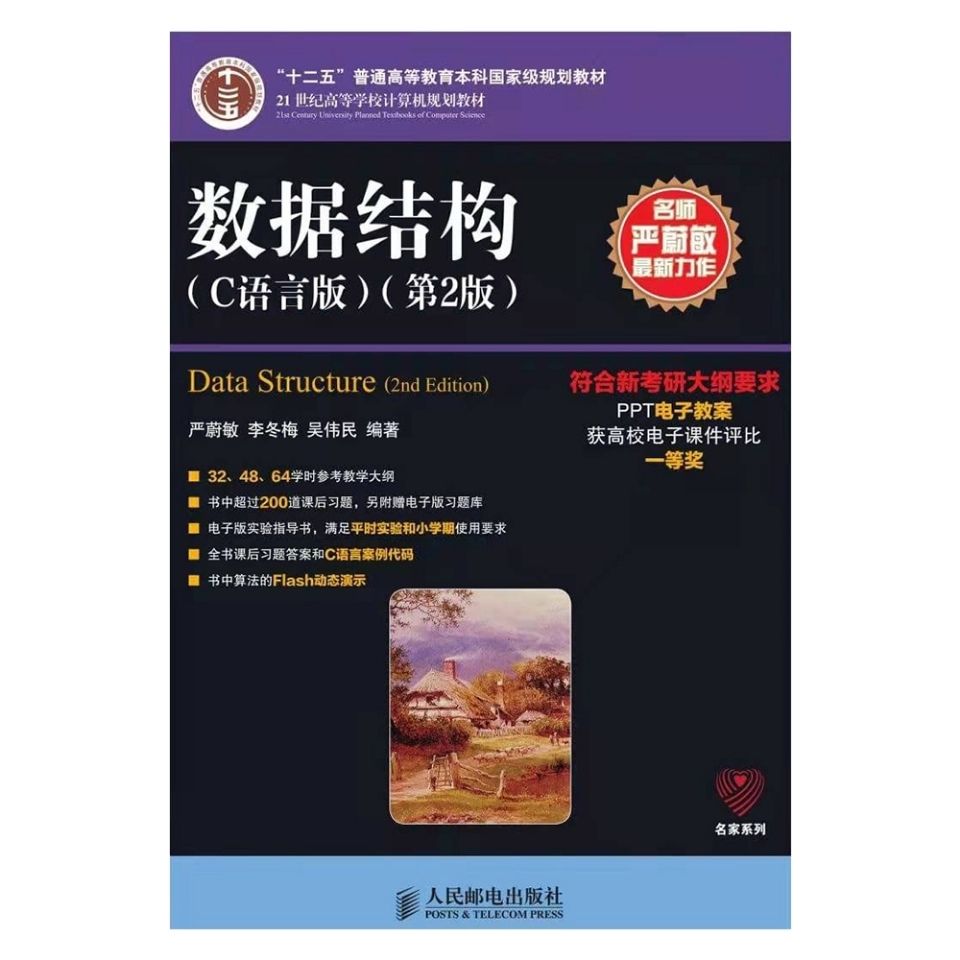 “十二五”普通高等教育本科国家级规划教材
21 世纪高等学校计算机规划教材
21st Century University Planned Textbooks of Computer Science
数据结构
（C语言版）（第2版）
名师
严蔚敏
最新力作
Data Structure (2nd Edition)
严蔚敏 李冬梅 吴伟民 编著
符合新考研大纲要求
PPT电子教案
获高校电子课件评比
一等奖
32、48、64学时参考教学大纲
书中超过200道课后习题，另附赠电子版习题库
电子版实验指导书，满足平时实验和小学期使用要求
全书课后习题答案和C语言案例代码
书中算法的Flash动态演示
名家系列
人民邮电出版社
POSTS & TELECOM PRESS